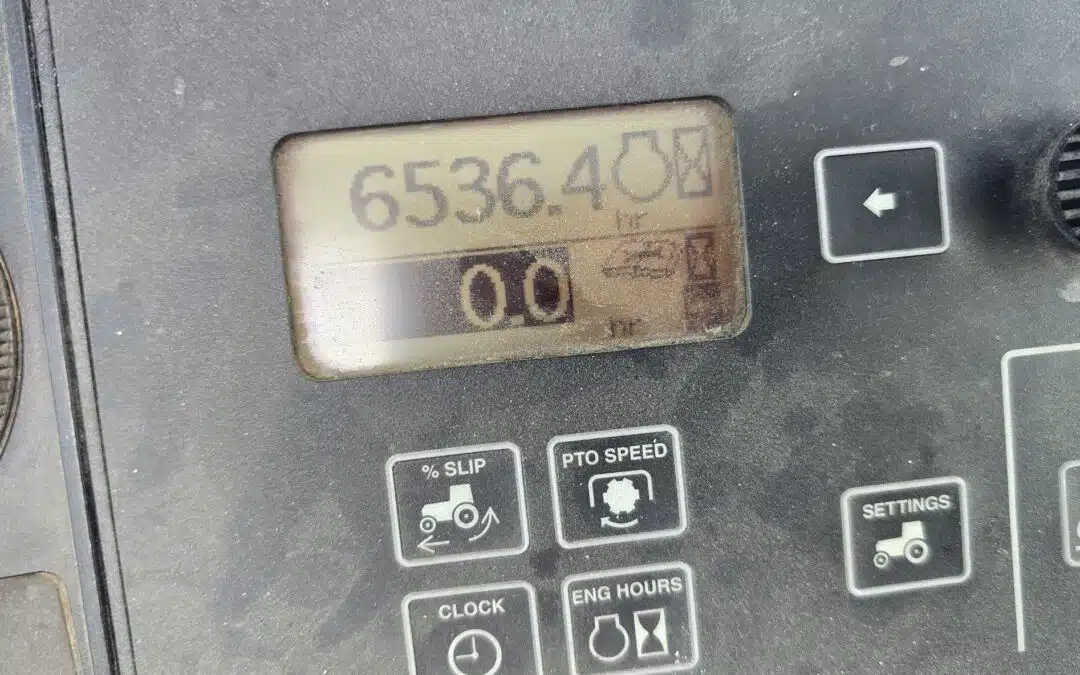 6536.4
hr
0.0
hr
% SLIP
PTO SPEED
SETTINGS
CLOCK
ENG HOURS